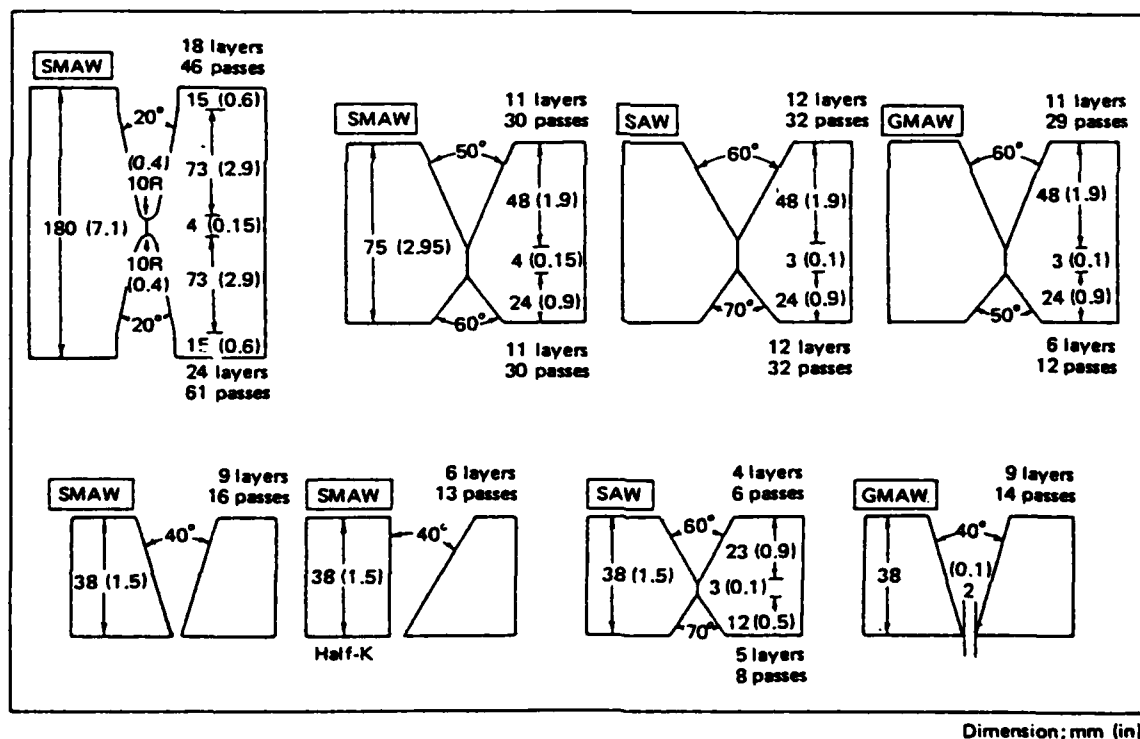 18 layers
46 passes
SMAW
15 (0.6)
20°
(0.4)
10R
73 (2.9)
180 (7.1)
4 (0.15)
10R
(0.4)
73 (2.9)
20°
15 (0.6)
24 layers
61 passes
11 layers
30 passes
SMAW
50°
48 (1.9)
75 (2.95)
4 (0.15)
24 (0.9)
60°
11 layers
30 passes
12 layers
32 passes
SAW
60°
48 (1.9)
3 (0.1)
24 (0.9)
70°
12 layers
32 passes
11 layers
29 passes
GMAW
60°
48 (1.9)
3 (0.1)
24 (0.9)
50°
6 layers
12 passes
9 layers
16 passes
SMAW
40°
38 (1.5)
6 layers
13 passes
SMAW
40°
38 (1.5)
Half-K
4 layers
6 passes
SAW
60°
23 (0.9)
38 (1.5)
3 (0.1)
12 (0.5)
70°
5 layers
8 passes
9 layers
14 passes
GMAW
40°
38
(0.1)
2
Dimension; mm (in)